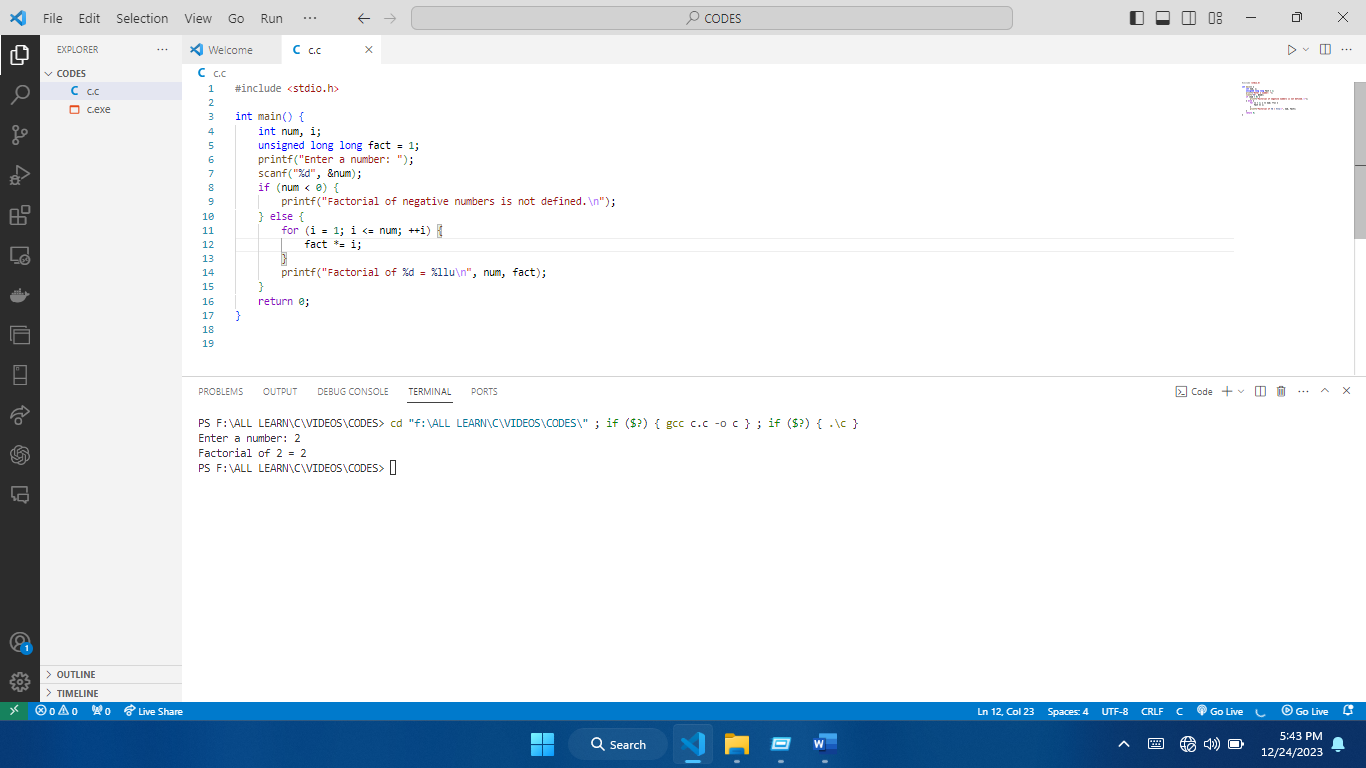 File Edit Selection View Go Run ··· CODES
EXPLORER ···
Welcome
C c.c
CODES
C c.c
c.exe
C c.c
1 #include <stdio.h>
2
3 int main() {
4 int num, i;
5 unsigned long long fact = 1;
6 printf("Enter a number: ");
7 scanf("%d", &num);
8 if (num < 0) {
9 printf("Factorial of negative numbers is not defined.\n");
10 } else {
11 for (i = 1; i <= num; ++i) {
12 fact *= i;
13 }
14 printf("Factorial of %d = %llu\n", num, fact);
15 }
16 return 0;
17 }
18
19
PROBLEMS OUTPUT DEBUG CONSOLE TERMINAL PORTS Code
PS F:\ALL LEARN\C\VIDEOS\CODES> cd "f:\ALL LEARN\C\VIDEOS\CODES\" ; if ($?) { gcc c.c -o c } ; if ($?) { .\c }
Enter a number: 2
Factorial of 2 = 2
PS F:\ALL LEARN\C\VIDEOS\CODES>
1
OUTLINE
TIMELINE
0 0 0 Live Share Ln 12, Col 23 Spaces: 4 UTF-8 CRLF C Go Live Go Live
Search
5:43 PM
12/24/2023